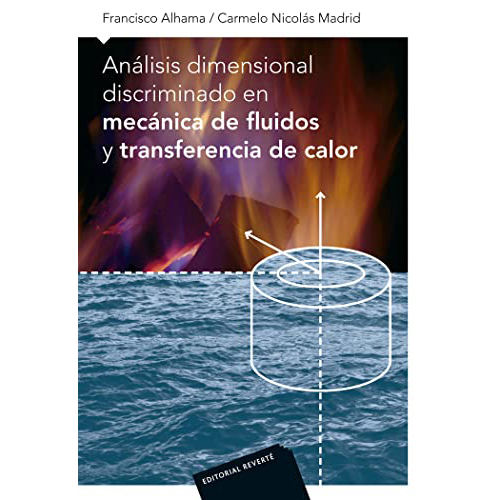 Francisco Alhama / Carmelo Nicolás Madrid
Análisis dimensional
discriminado en
mecánica de fluidos
y transferencia de calor
EDITORIAL REVERTÉ